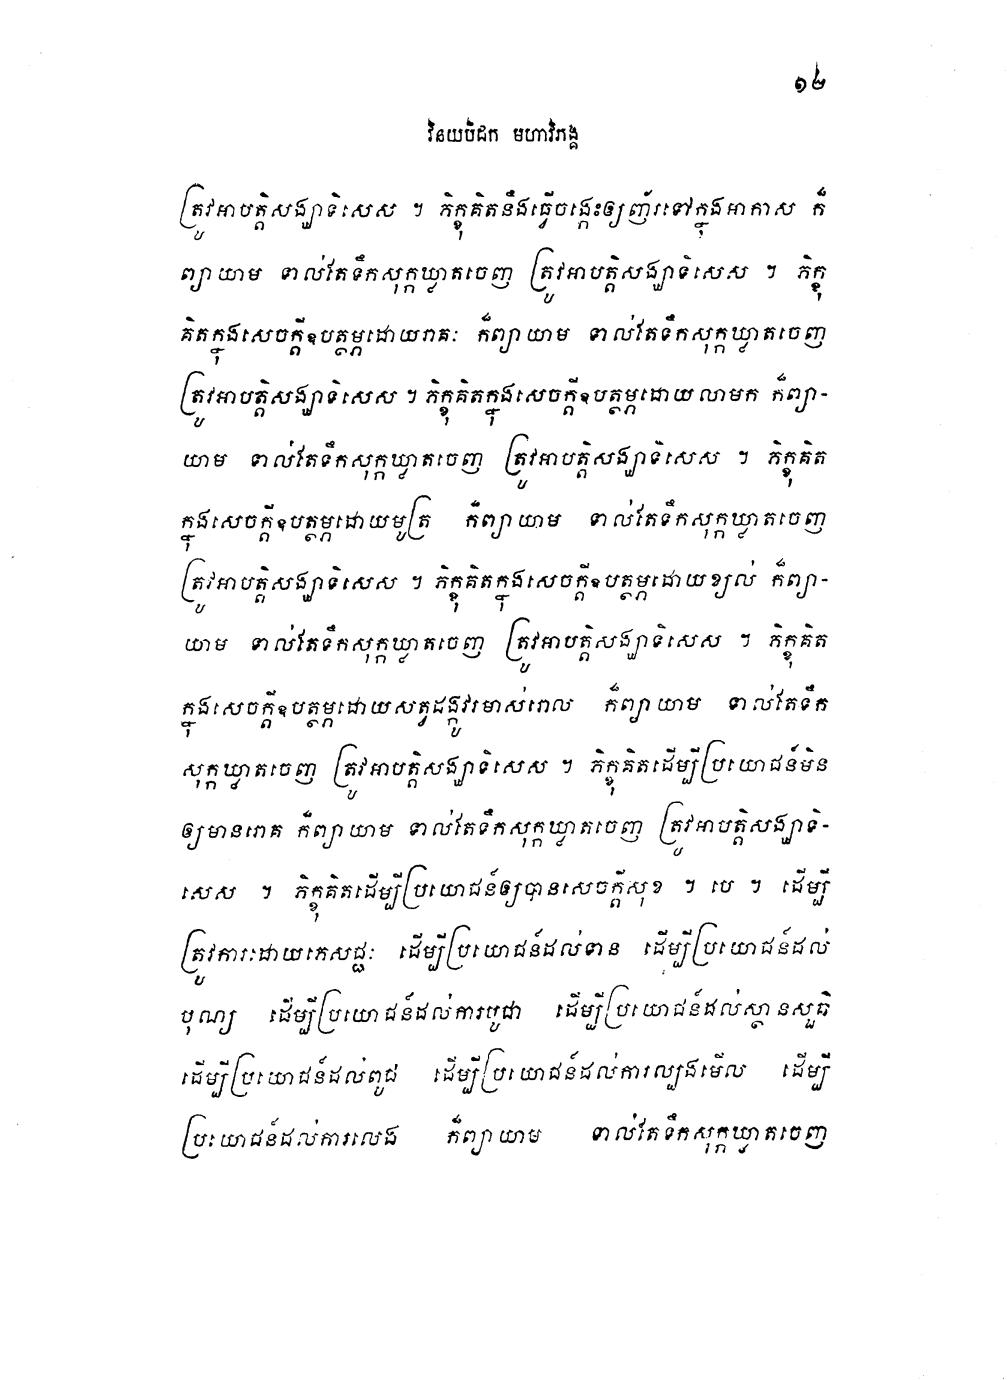 ១២
វិនយបិដក មហាវិភង្គ
ត្រូវអាបត្តិសង្ឃាទិសេស ។ ភិក្ខុគិតនឹងធ្វើចង្កេះឲ្យញ័រទៅក្នុងអាកាស ក៏
ព្យាយាម ទាល់តែទឹកសុក្កឃ្លាតចេញ ត្រូវអាបត្តិសង្ឃាទិសេស ។ ភិក្ខុ
គិតក្នុងសេចក្តីឧបត្ថម្ភដោយរាគៈ ក៏ព្យាយាម ទាល់តែទឹកសុក្កឃ្លាតចេញ
ត្រូវអាបត្តិសង្ឃាទិសេស ។ ភិក្ខុគិតក្នុងសេចក្តីឧបត្ថម្ភដោយលាមក ក៏ព្យា-
យាម ទាល់តែទឹកសុក្កឃ្លាតចេញ ត្រូវអាបត្តិសង្ឃាទិសេស ។ ភិក្ខុគិត
ក្នុងសេចក្តីឧបត្ថម្ភដោយមូត្រ ក៏ព្យាយាម ទាល់តែទឹកសុក្កឃ្លាតចេញ
ត្រូវអាបត្តិសង្ឃាទិសេស ។ ភិក្ខុគិតក្នុងសេចក្តីឧបត្ថម្ភដោយខ្យល់ ក៏ព្យា-
យាម ទាល់តែទឹកសុក្កឃ្លាតចេញ ត្រូវអាបត្តិសង្ឃាទិសេស ។ ភិក្ខុគិត
ក្នុងសេចក្តីឧបត្ថម្ភដោយសត្វដង្កូវរមាស់រោល ក៏ព្យាយាម ទាល់តែទឹក
សុក្កឃ្លាតចេញ ត្រូវអាបត្តិសង្ឃាទិសេស ។ ភិក្ខុគិតដើម្បីប្រយោជន៍មិន
ឲ្យមានរោគ ក៏ព្យាយាម ទាល់តែទឹកសុក្កឃ្លាតចេញ ត្រូវអាបត្តិសង្ឃាទិ-
សេស ។ ភិក្ខុគិតដើម្បីប្រយោជន៍ឲ្យបានសេចក្តីសុខ ។ បេ ។ ដើម្បី
ត្រូវការៈដោយភេសជ្ជៈ ដើម្បីប្រយោជន៍ដល់ទាន ដើម្បីប្រយោជន៍ដល់
បុណ្យ ដើម្បីប្រយោជន៍ដល់ការបូជា ដើម្បីប្រយោជន៍ដល់ស្ថានសួគ៌
ដើម្បីប្រយោជន៍ដល់ពូជ ដើម្បីប្រយោជន៍ដល់ការល្បងមើល ដើម្បី
ប្រយោជន៍ដល់ការលេង ក៏ព្យាយាម ទាល់តែទឹកសុក្កឃ្លាតចេញ